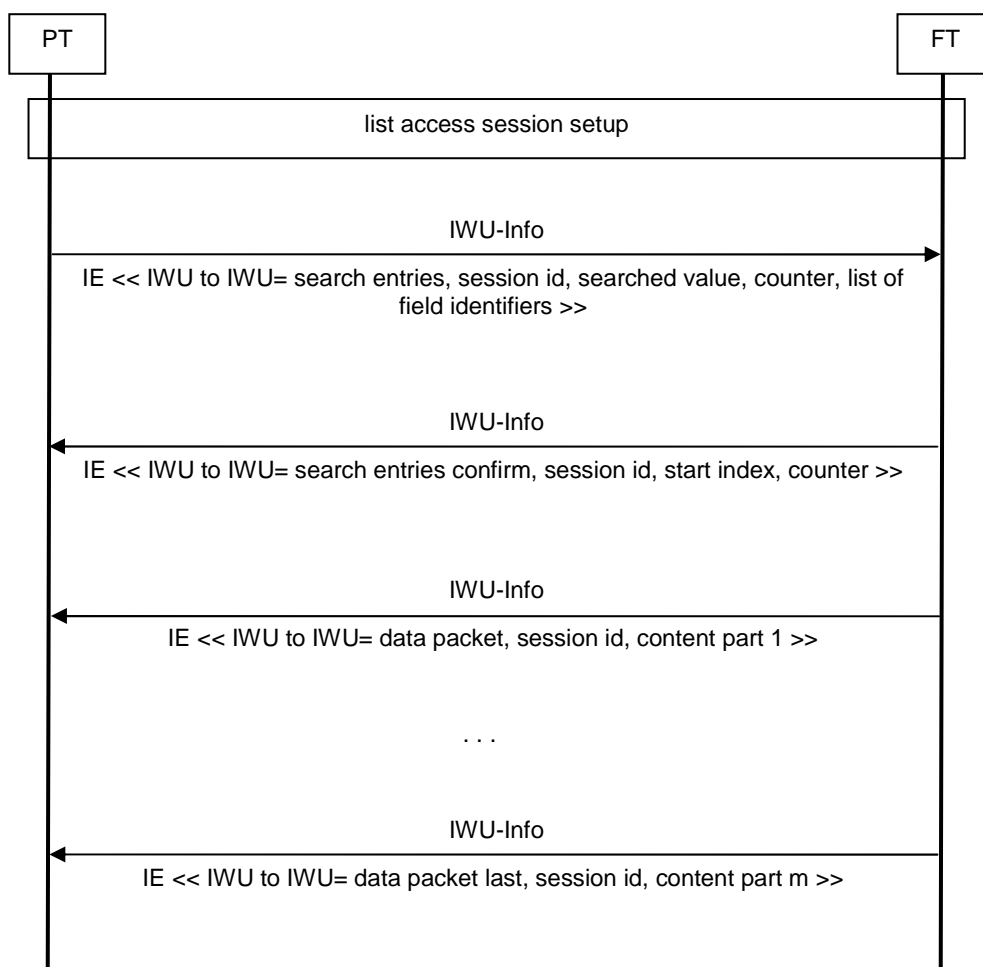 PT
FT
list access session setup
IWU-Info
IE << IWU to IWU= search entries, session id, searched value, counter, list of
field identifiers >>
IWU-Info
IE << IWU to IWU= search entries confirm, session id, start index, counter >>
IWU-Info
IE << IWU to IWU= data packet, session id, content part 1 >>
. . .
IWU-Info
IE << IWU to IWU= data packet last, session id, content part m >>